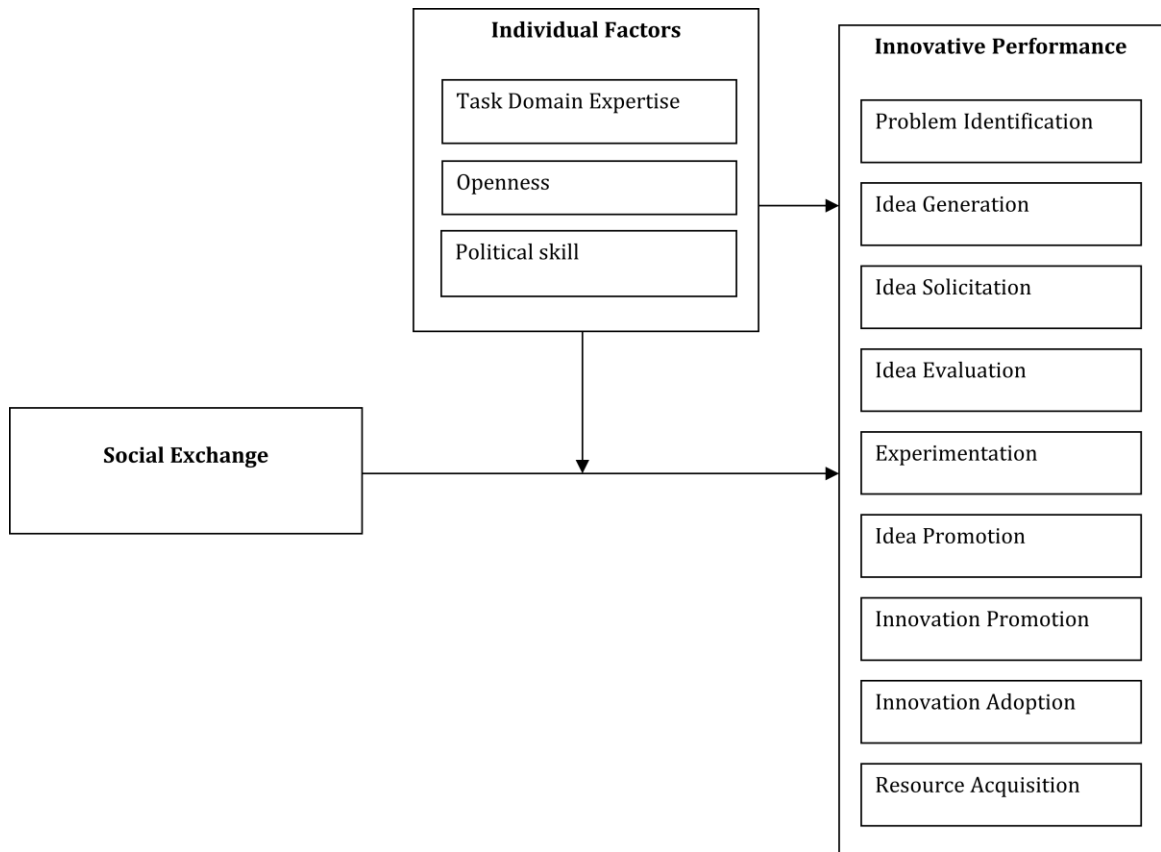 Individual Factors
Task Domain Expertise
Openness
Political skill
Social Exchange
Innovative Performance
Problem Identification
Idea Generation
Idea Solicitation
Idea Evaluation
Experimentation
Idea Promotion
Innovation Promotion
Innovation Adoption
Resource Acquisition